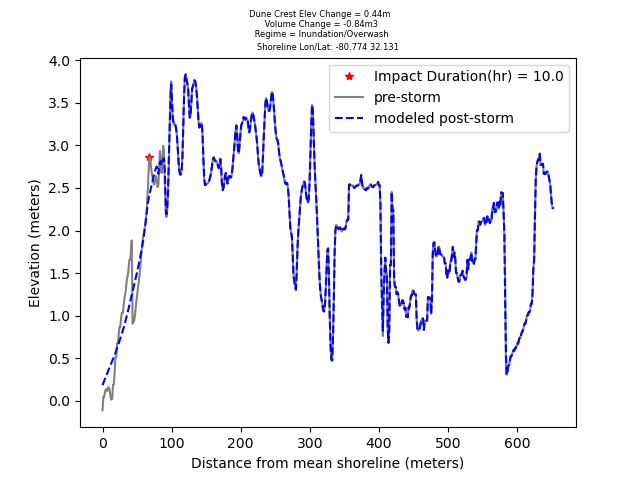 Dune Crest Elev Change = 0.44m
Volume Change = -0.84m3
Regime = Inundation/Overwash
Shoreline Lon/Lat: -80.774 32.131
Impact Duration(hr) = 10.0
pre-storm
modeled post-storm
Elevation (meters)
4.0
3.5
3.0
2.5
2.0
1.5
1.0
0.5
0.0
0 100 200 300 400 500 600
Distance from mean shoreline (meters)